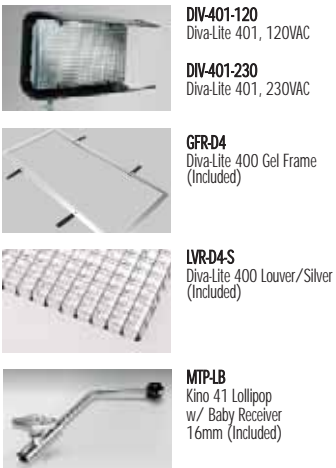 DIV-401-120
Diva-Lite 401, 120VAC
DIV-401-230
Diva-Lite 401, 230VAC
GFR-D4
Diva-Lite 400 Gel Frame
(Included)
LVR-D4-S
Diva-Lite 400 Louver/Silver
(Included)
MTP-LB
Kino 41 Lollipop
w/ Baby Receiver
16mm (Included)